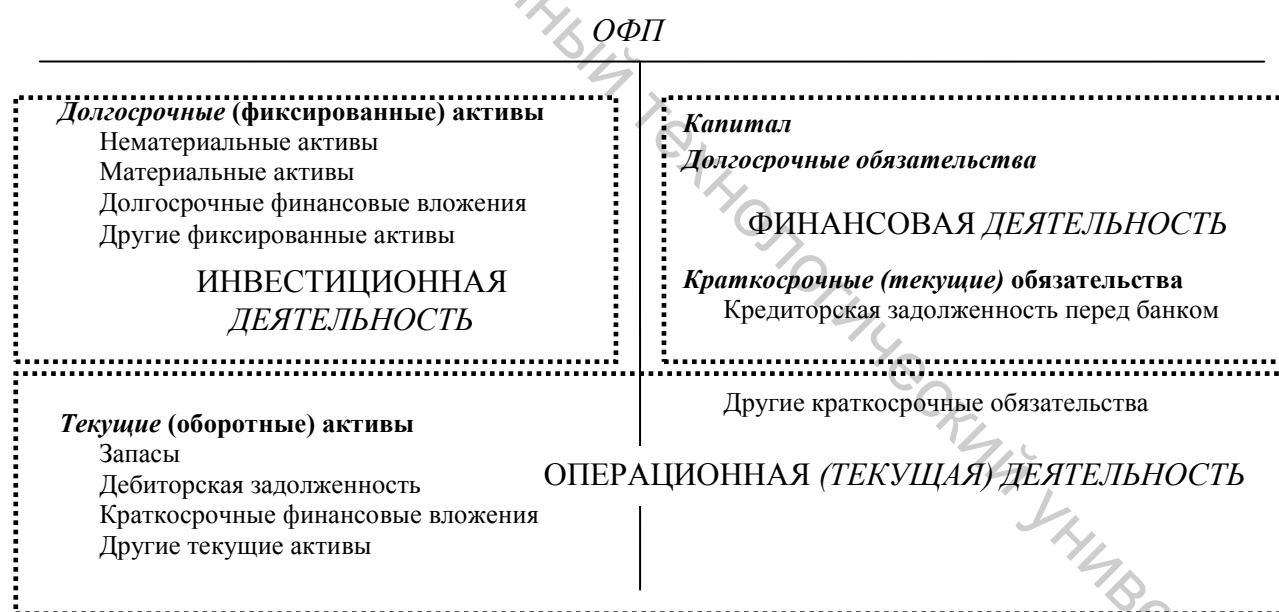 ОФП
Долгосрочные (фиксированные) активы
Нематериальные активы
Материальные активы
Долгосрочные финансовые вложения
Другие фиксированные активы
ИНВЕСТИЦИОННАЯ
ДЕЯТЕЛЬНОСТЬ
Капитал
Долгосрочные обязательства
ФИНАНСОВАЯ ДЕЯТЕЛЬНОСТЬ
Краткосрочные (текущие) обязательства
Кредиторская задолженность перед банком
Другие краткосрочные обязательства
Текущие (оборотные) активы
Запасы
Дебиторская задолженность
Краткосрочные финансовые вложения
Другие текущие активы
ОПЕРАЦИОННАЯ (ТЕКУЩАЯ) ДЕЯТЕЛЬНОСТЬ
технологический